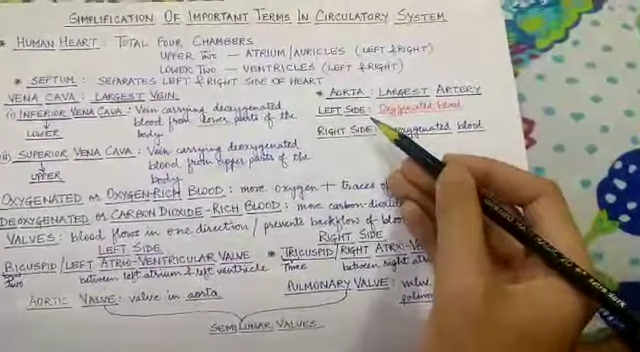 SIMPLIFICATION OF IMPORTANT TERMS IN CIRCULATORY SYSTEM
* HUMAN HEART: TOTAL FOUR CHAMBERS
UPPER TWO — ATRIUM/AURICLES (LEFT & RIGHT)
LOWER TWO — VENTRICLES (LEFT & RIGHT)
* SEPTUM: SEPARATES LEFT & RIGHT SIDE OF HEART
VENA CAVA: LARGEST VEIN
(i) INFERIOR VENA CAVA: Vein carrying deoxygenated
blood from lower parts of the
LOWER
body
ii) SUPERIOR VENA CAVA: Vein carrying deoxygenated
blood from upper parts of the
UPPER
body
* AORTA: LARGEST ARTERY
LEFT SIDE: Oxygenated blood
RIGHT SIDE: Deoxygenated blood
OXYGENATED or OXYGEN-RICH BLOOD: more oxygen + traces of
DEOXYGENATED or CARBON DIOXIDE-RICH BLOOD: more carbon-dioxide
VALVES: blood flows in one direction / prevents backflow of blood
LEFT SIDE
BICUSPID/LEFT ATRIO-VENTRICULAR VALVE
Two between left atrium & left ventricle
RIGHT SIDE
* TRICUSPID/RIGHT ATRIO-VE
Three between right atri
AORTIC VALVE: valve in aorta
PULMONARY VALVE: valve
pulmon
SEMILUNAR VALVES